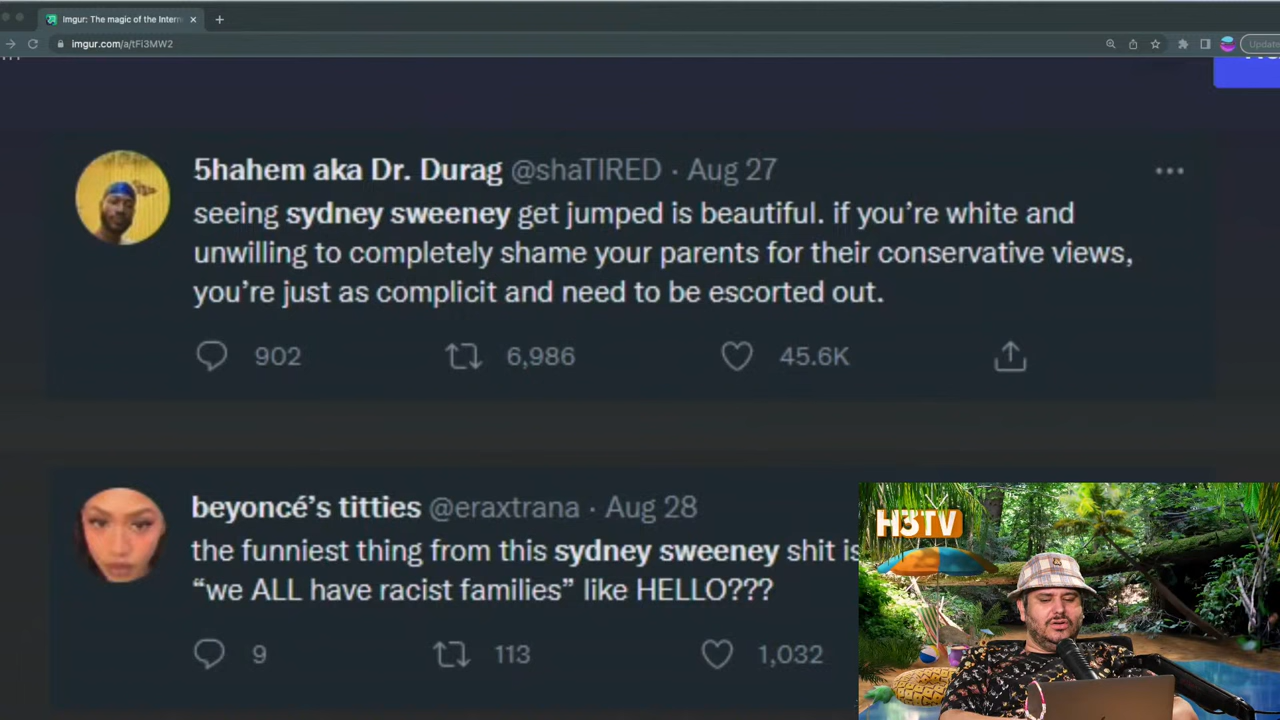 Imgur: The magic of the Intern
imgur.com/a/tFl3MW2
Update
5hahem aka Dr. Durag @shaTIRED · Aug 27
seeing sydney sweeney get jumped is beautiful. if you’re white and
unwilling to completely shame your parents for their conservative views,
you’re just as complicit and need to be escorted out.
902 6,986 45.6K
beyoncé’s titties @eraxtrana · Aug 28
the funniest thing from this sydney sweeney shit is
“we ALL have racist families” like HELLO???
9 113 1,032
H3TV